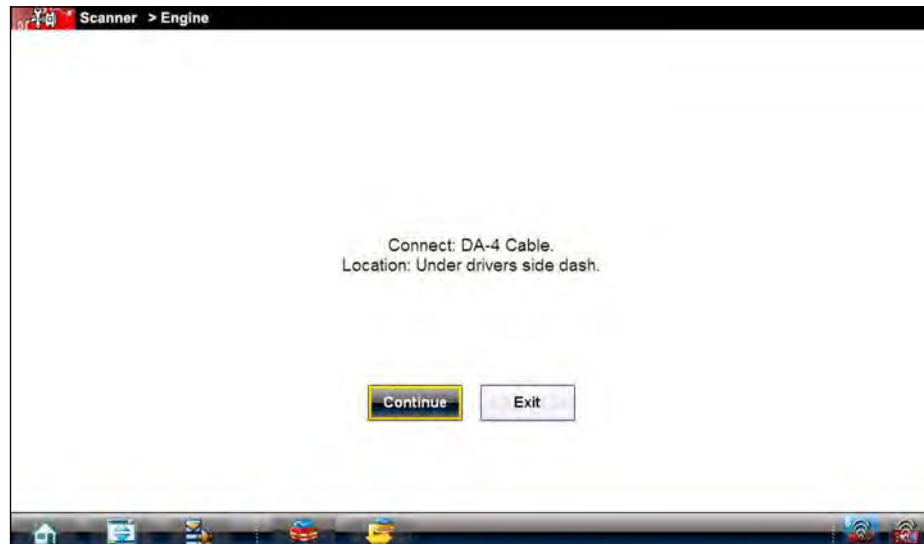 Scanner > Engine
Connect: DA-4 Cable.
Location: Under drivers side dash.
Continue
Exit